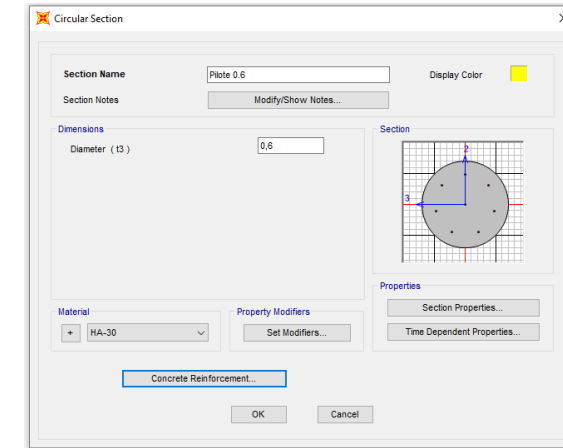 Circular Section
Section Name
Pilote 0.6
Display Color
Section Notes
Modify/Show Notes...
Dimensions
Diameter ( t3 )
0,6
Section
2
3
Properties
Section Properties...
Time Dependent Properties...
Material
+
HA-30
Property Modifiers
Set Modifiers...
Concrete Reinforcement...
OK
Cancel